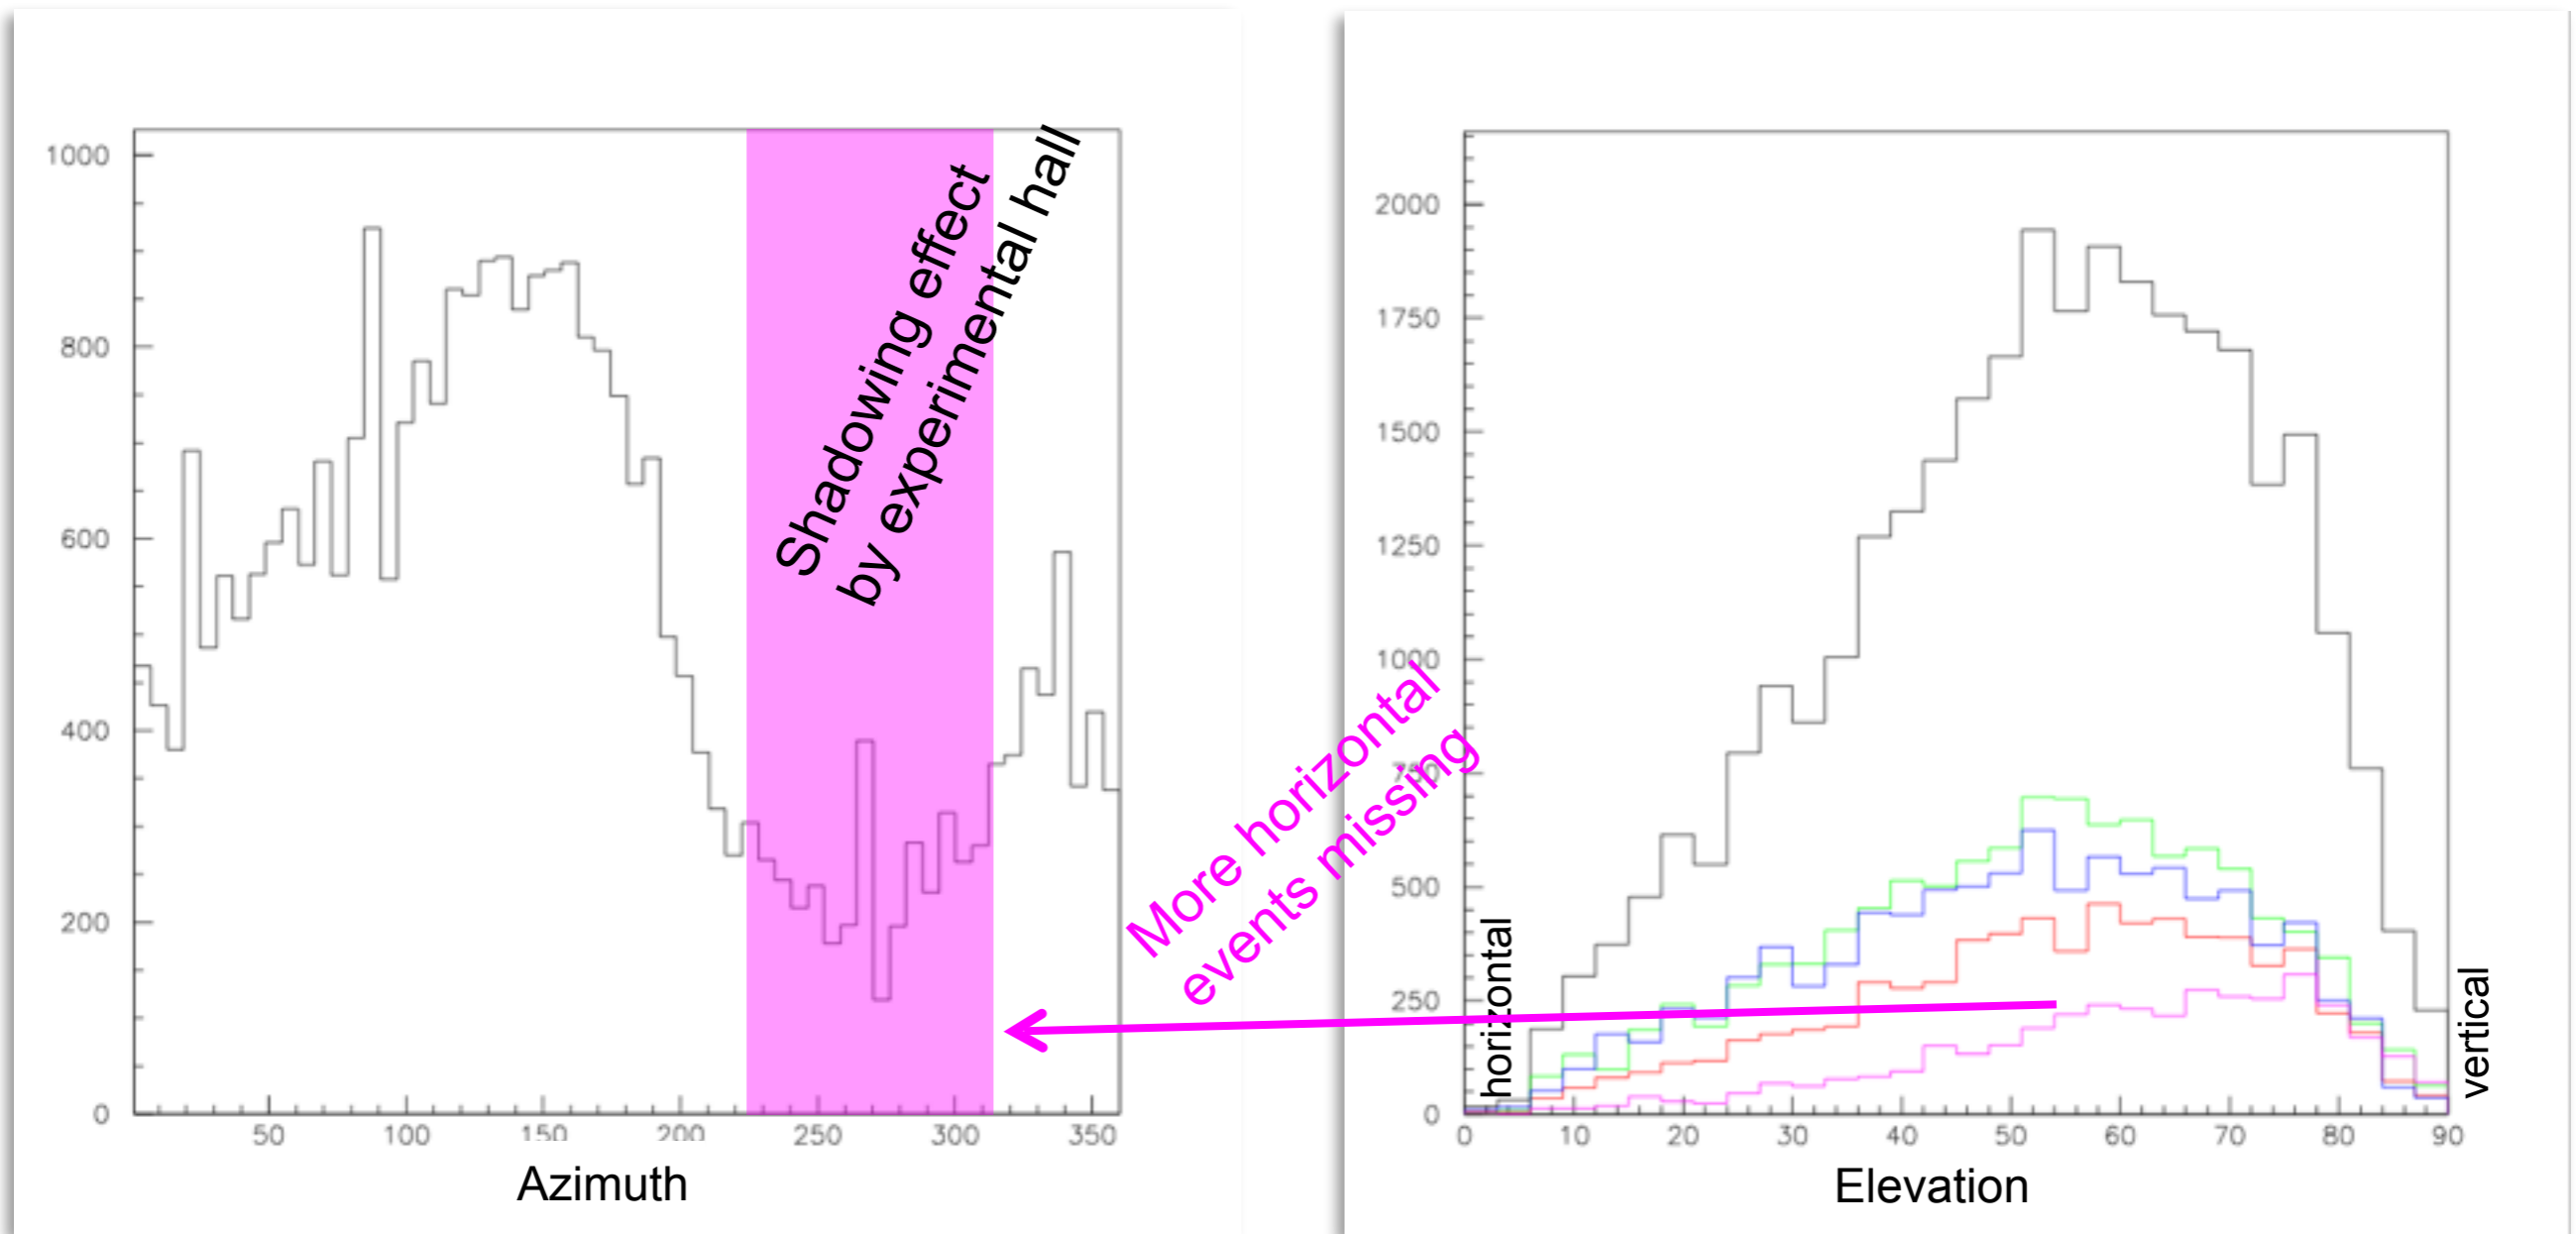 1000
800
600
400
200
0
50 100 150 200 250 300 350
Azimuth
Shadowing effect
by experimental hall
More horizontal
events missing
2000
1750
1500
1250
1000
750
500
250
0
0 10 20 30 40 50 60 70 80 90
horizontal
vertical
Elevation